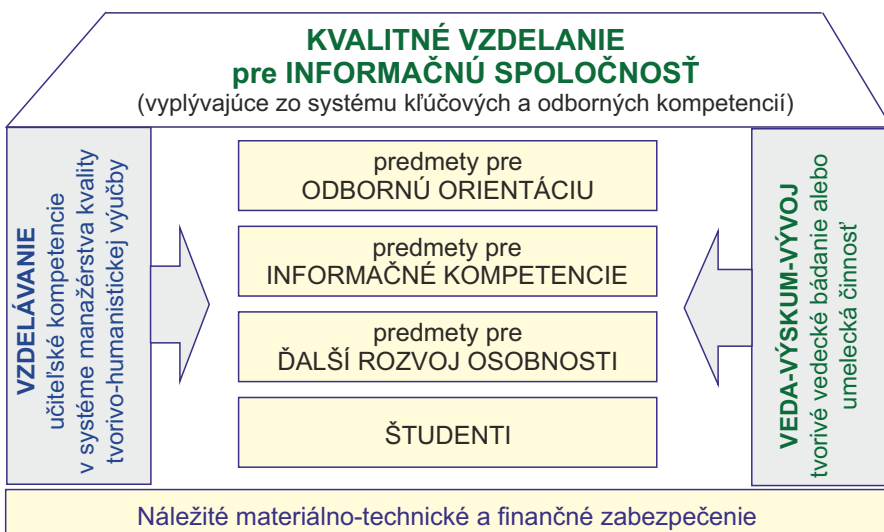 KVALITNÉ VZDELANIE
pre INFORMAČNÚ SPOLOČNOSŤ
(vyplývajúce zo systému kľúčových a odborných kompetencií)
VZDELÁVANIE
učiteľské kompetencie
v systéme manažérstva kvality
tvorivo-humanistickej výučby
predmety pre
ODBORNÚ ORIENTÁCIU
predmety pre
INFORMAČNÉ KOMPETENCIE
predmety pre
ĎALŠÍ ROZVOJ OSOBNOSTI
ŠTUDENTI
VEDA-VÝSKUM-VÝVOJ
tvorivé vedecké bádanie alebo
umelecká činnosť
Náležité materiálno-technické a finančné zabezpečenie